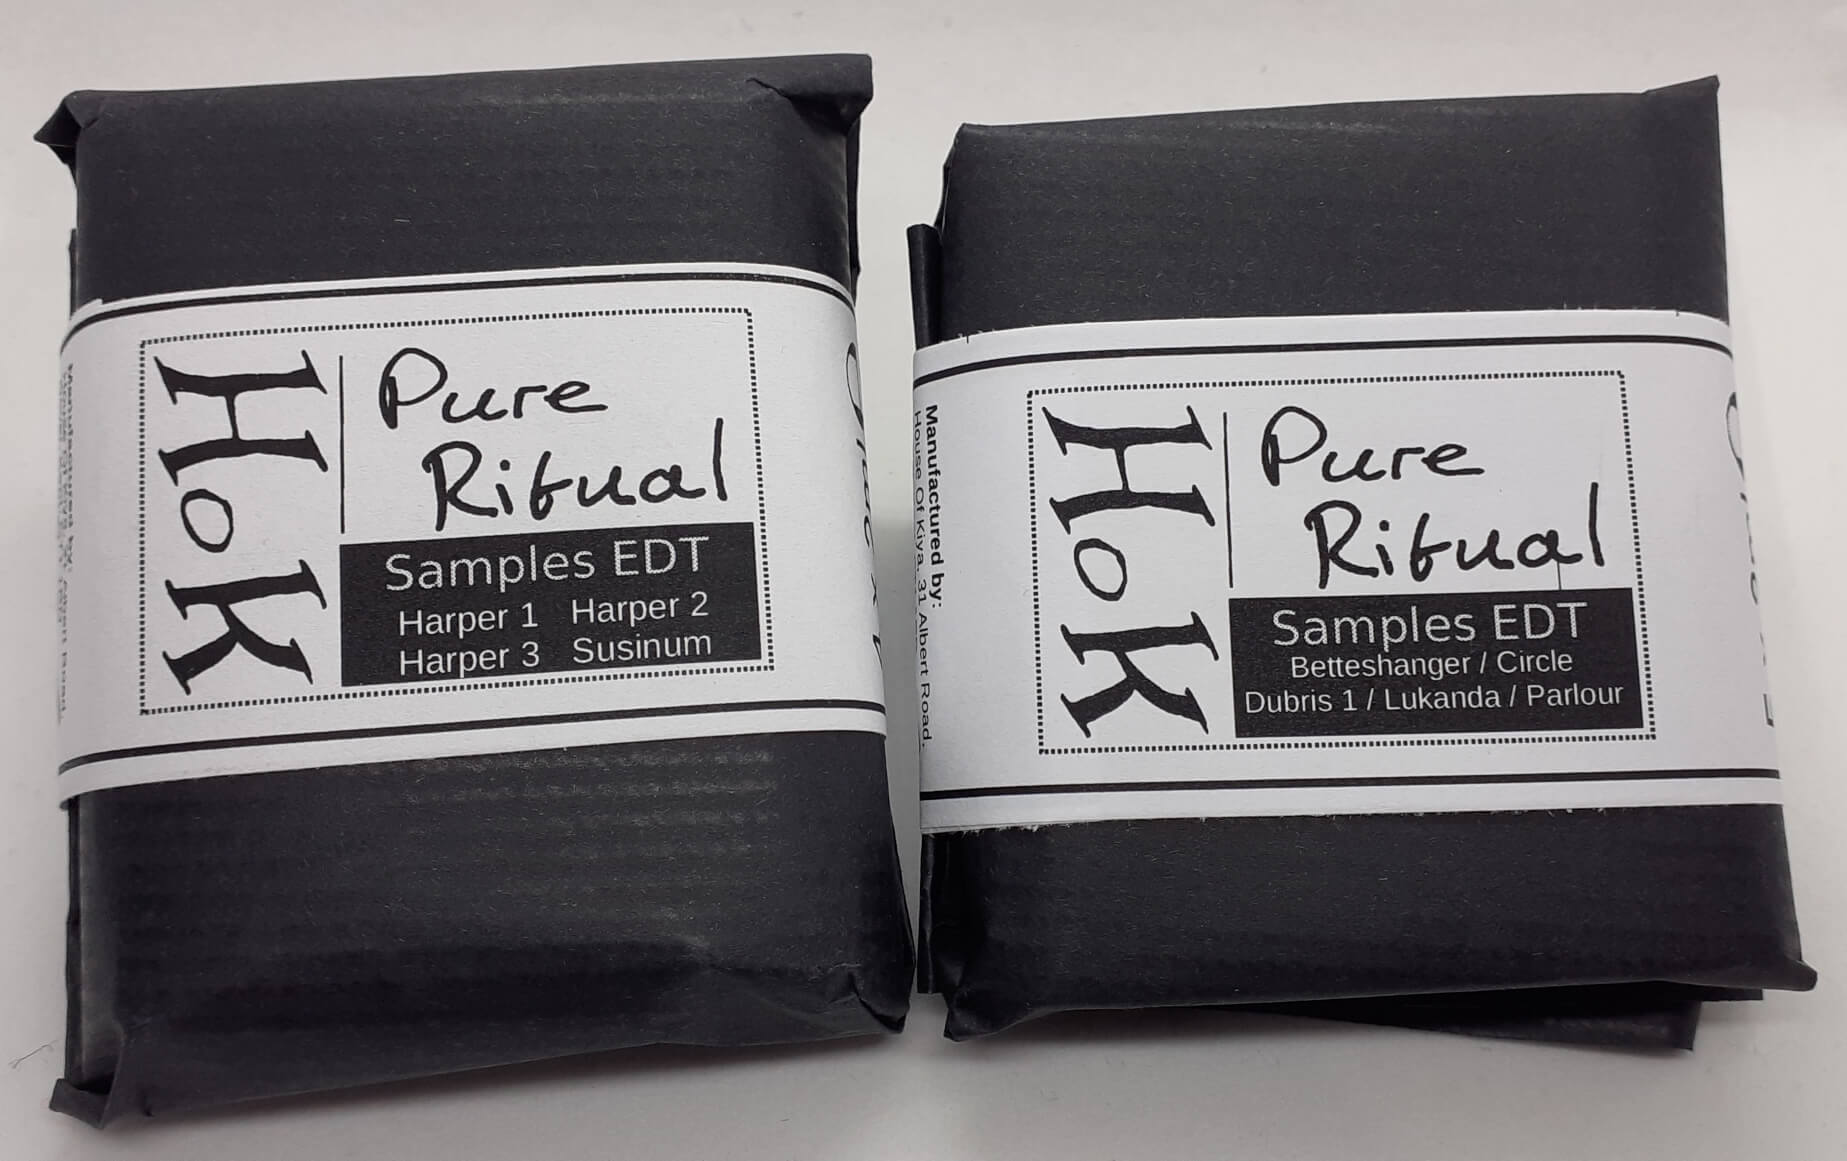 HoK
Pure
Ritual
Samples EDT
Harper 1 Harper 2
Harper 3 Susinum
Manufactured by:
House Of Kiya, 31 Albert Road,
HoK
Pure
Ritual
Samples EDT
Betteshanger / Circle
Dubris 1 / Lukanda / Parlour